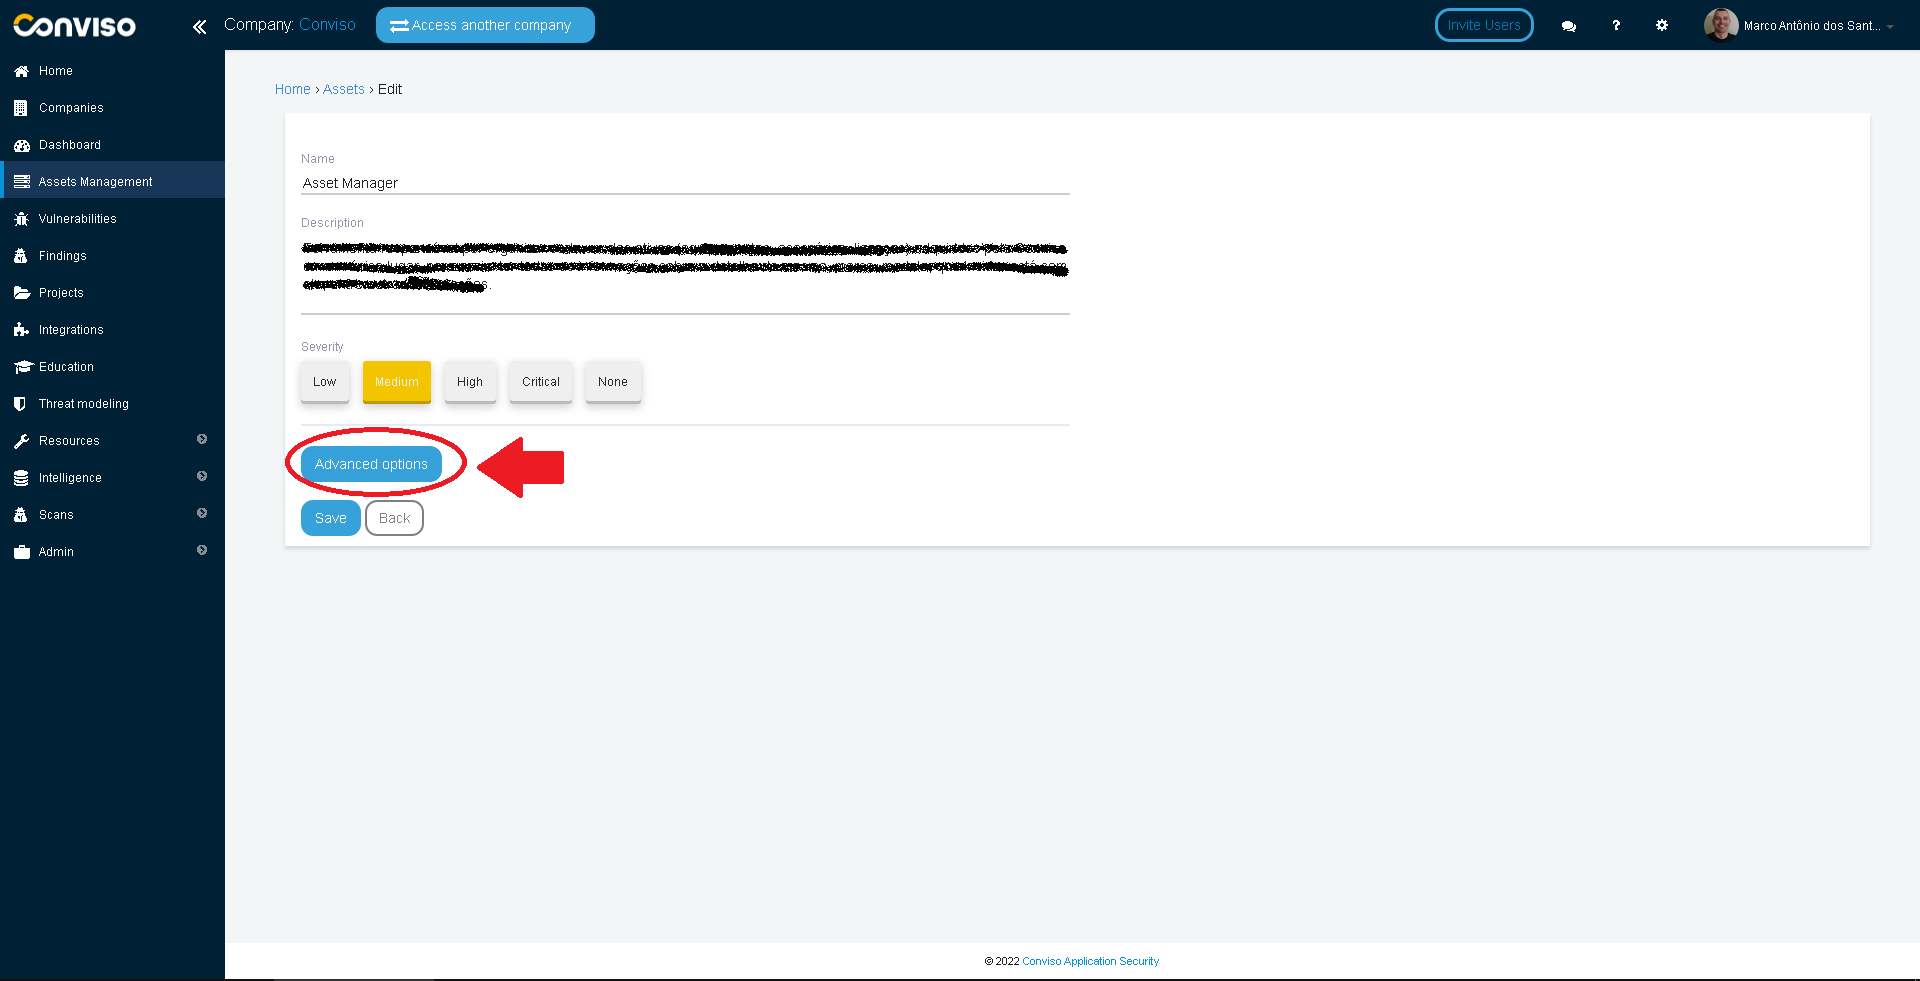 Conviso
Company: Conviso
Access another company
Invite Users
?
Marco Antônio dos Sant...
Home
Companies
Dashboard
Assets Management
Vulnerabilities
Findings
Projects
Integrations
Education
Threat modeling
Resources
Intelligence
Scans
Admin
Home › Assets › Edit
Name
Asset Manager
Description
Severity
Low
Medium
High
Critical
None
Advanced options
Save
Back
© 2022 Conviso Application Security